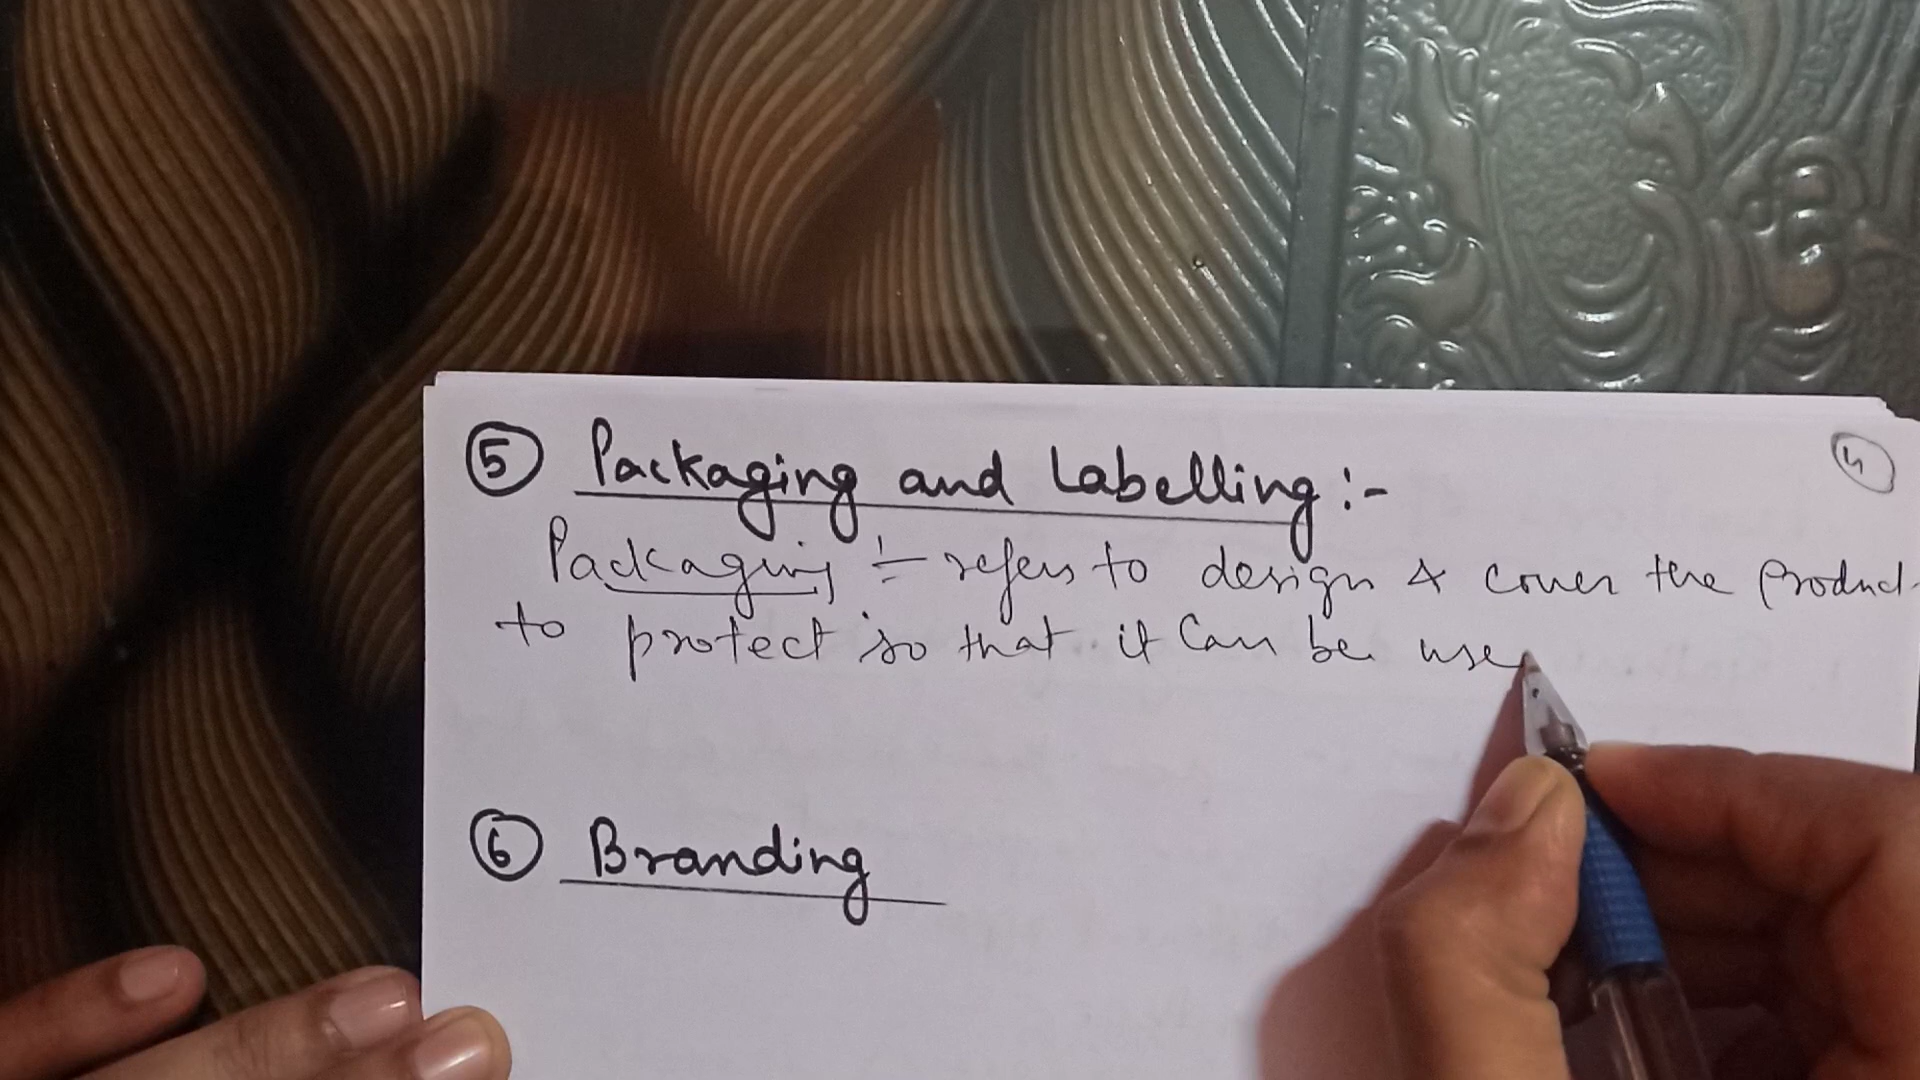 ⑤ Packaging and Labelling :-
4
Packaging :- refers to design & cover the product
to protect so that it can be use
⑥ Branding